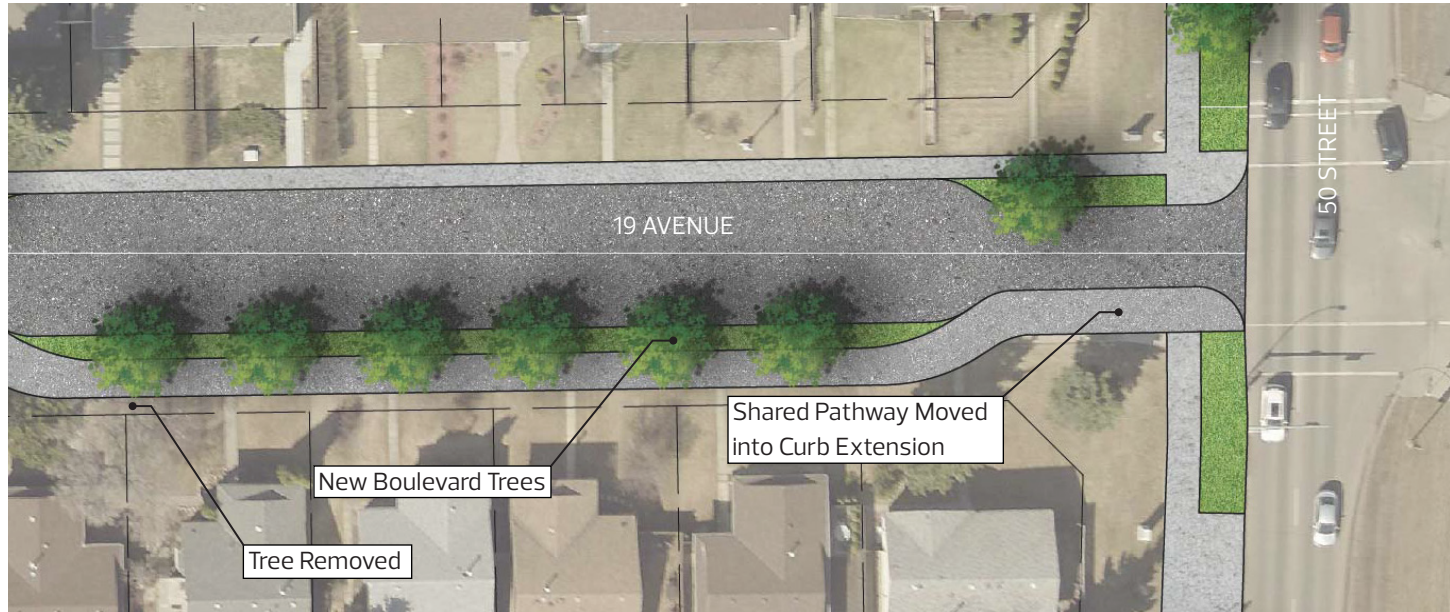 19 AVENUE
50 STREET
Shared Pathway Moved
into Curb Extension
New Boulevard Trees
Tree Removed